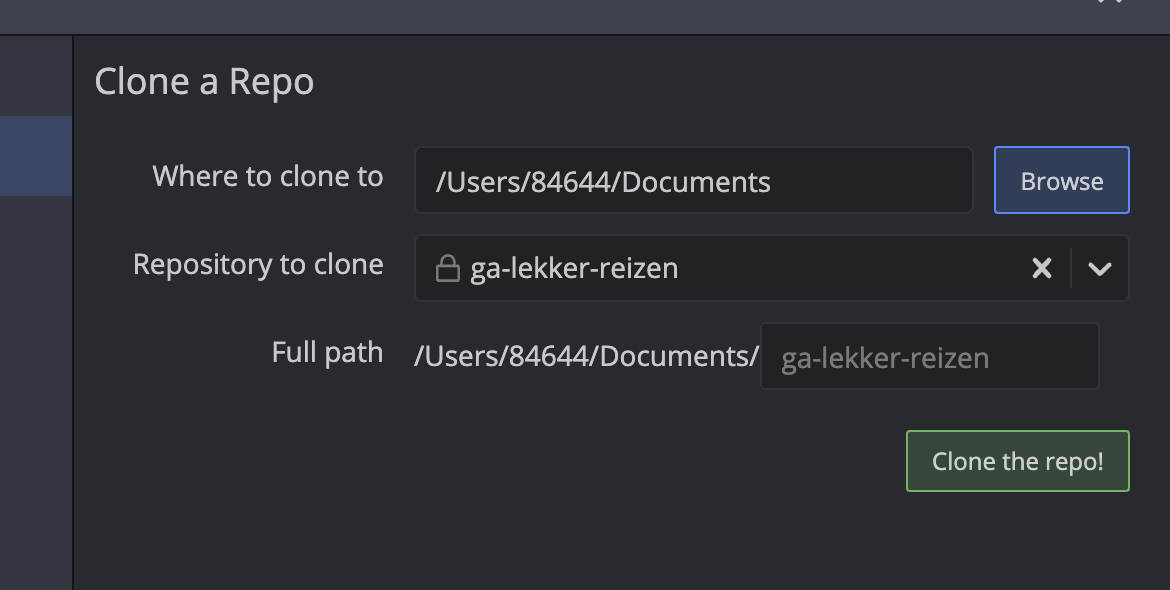 Clone a Repo
Where to clone to /Users/84644/Documents Browse
Repository to clone ga-lekker-reizen
Full path /Users/84644/Documents/ ga-lekker-reizen
Clone the repo!